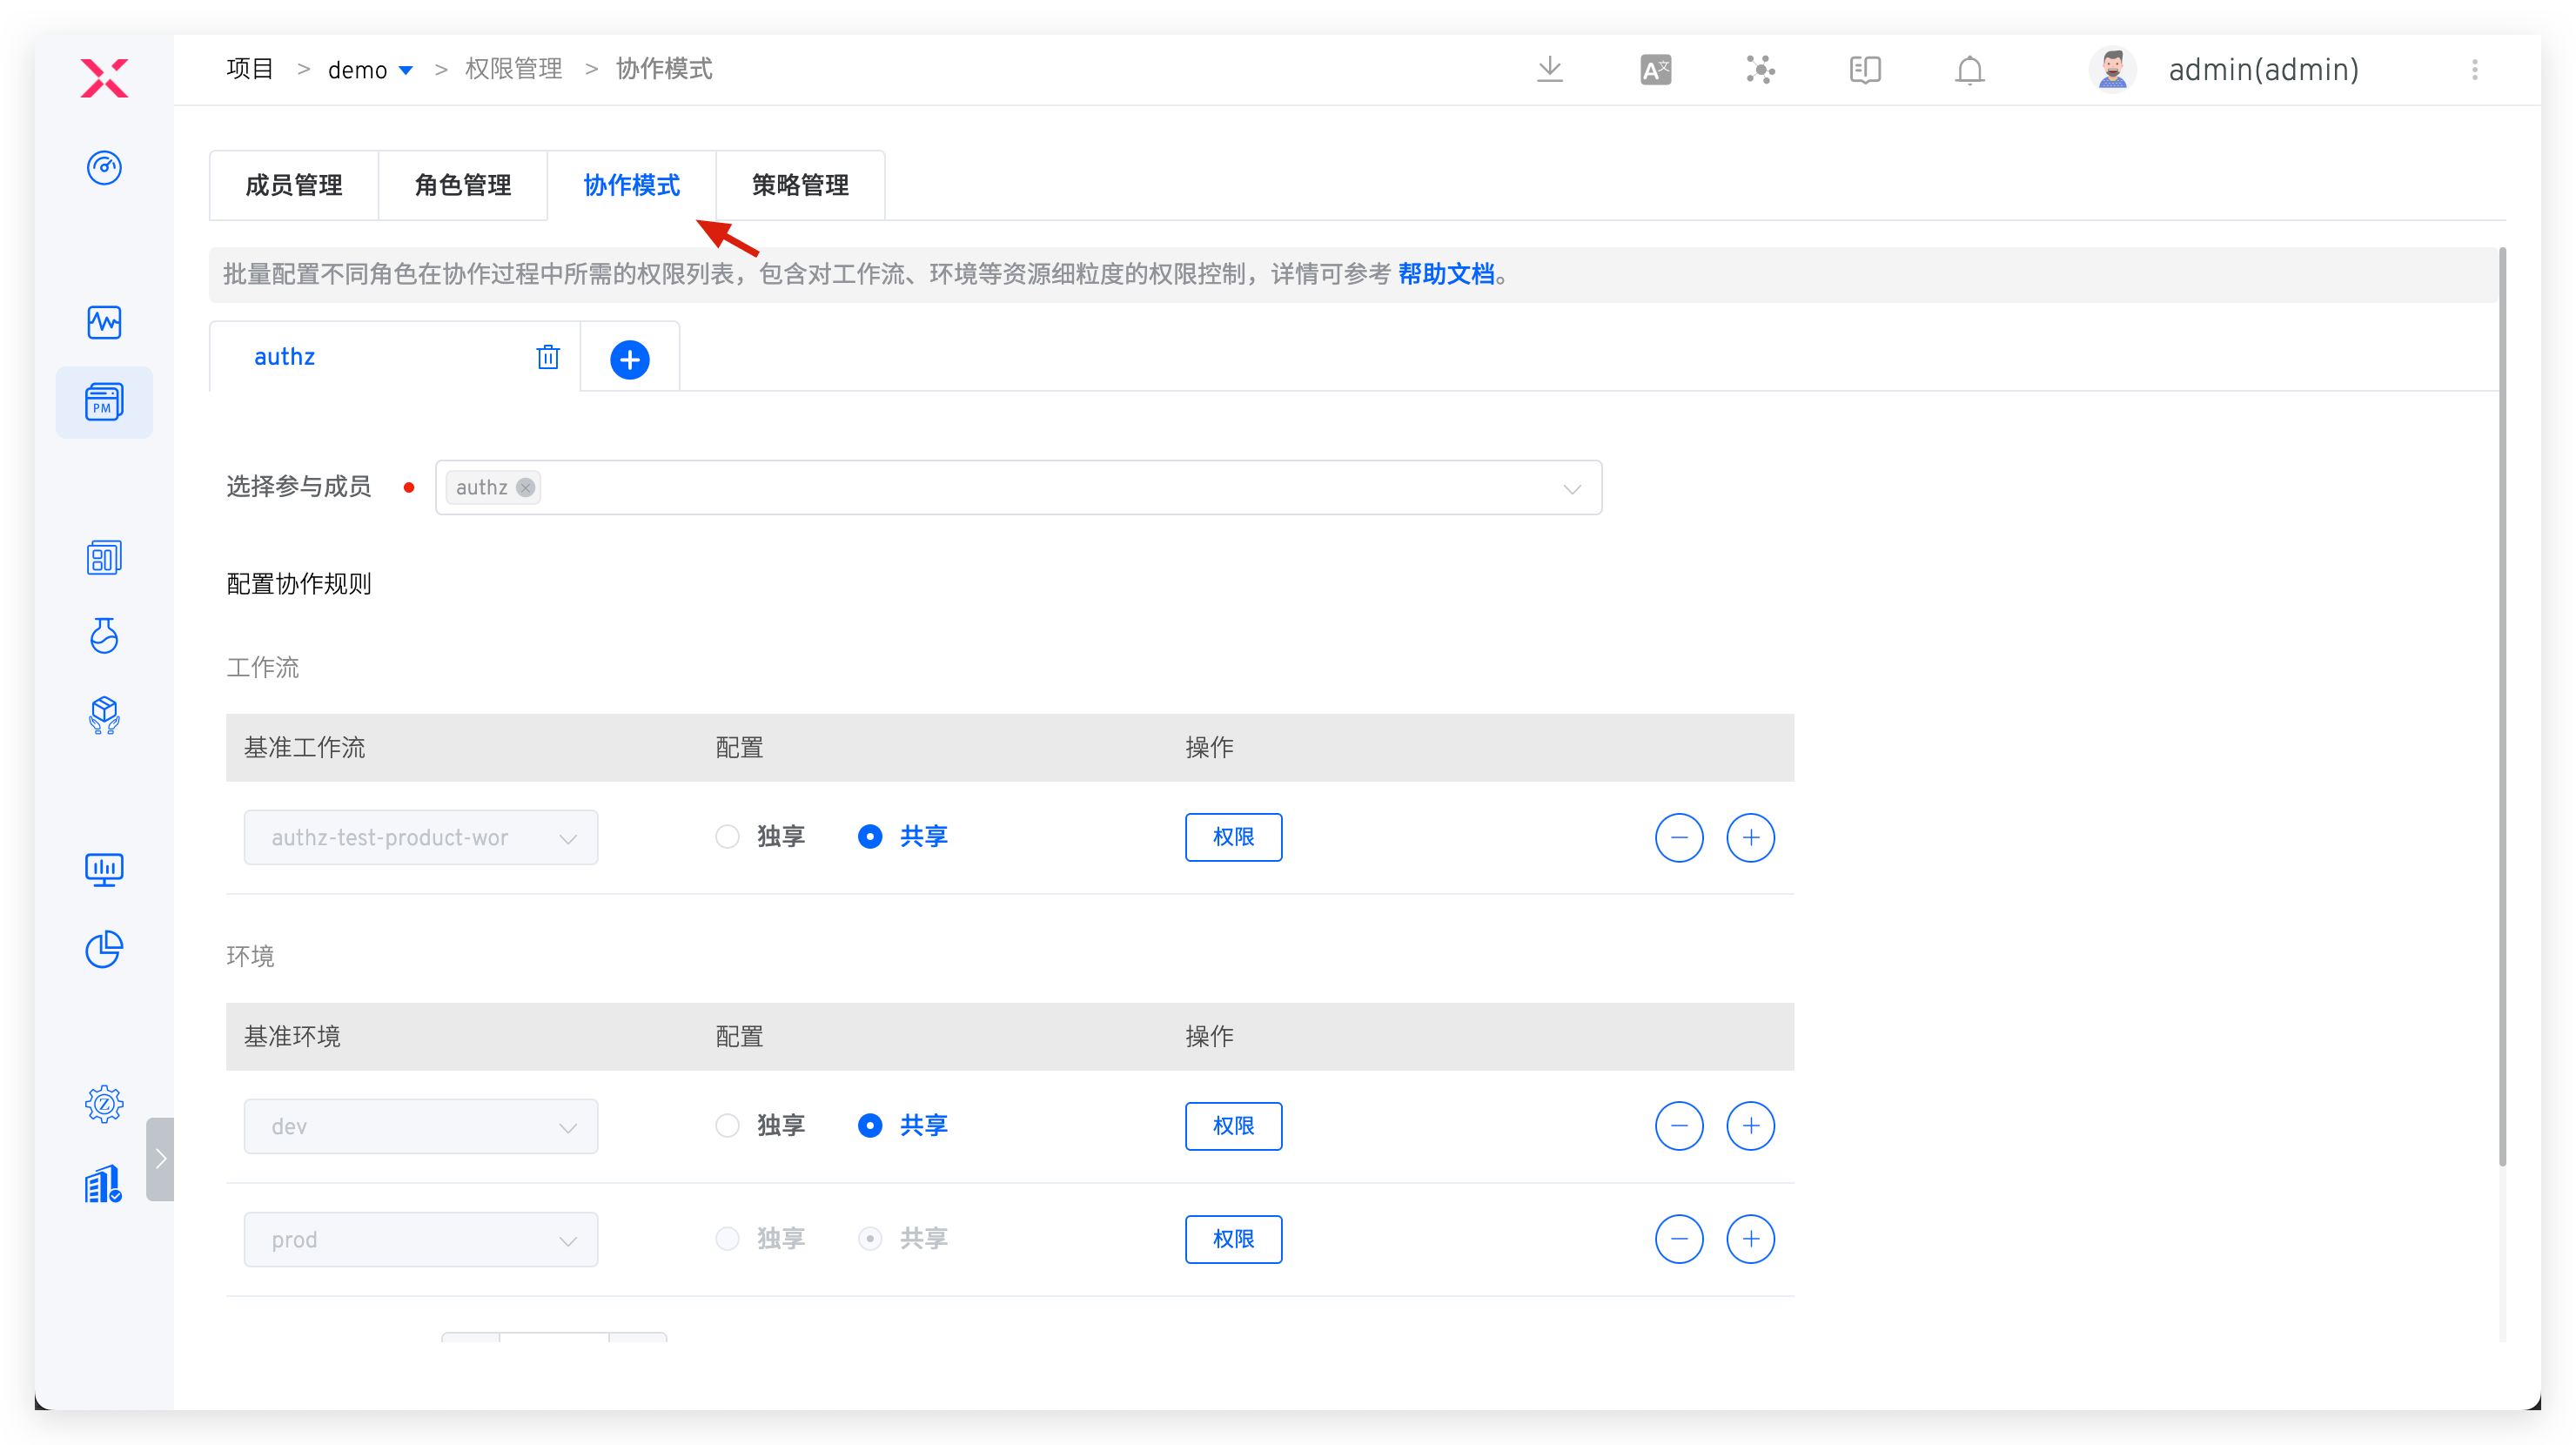 项目 > demo > 权限管理 > 协作模式
A文
admin(admin)
成员管理 角色管理 协作模式 策略管理
批量配置不同角色在协作过程中所需的权限列表，包含对工作流、环境等资源细粒度的权限控制，详情可参考 帮助文档。
authz
PM
选择参与成员 authz
配置协作规则
工作流
基准工作流 配置 操作
authz-test-product-wor 独享 共享 权限
环境
基准环境 配置 操作
dev 独享 共享 权限
Z
prod 独享 共享 权限